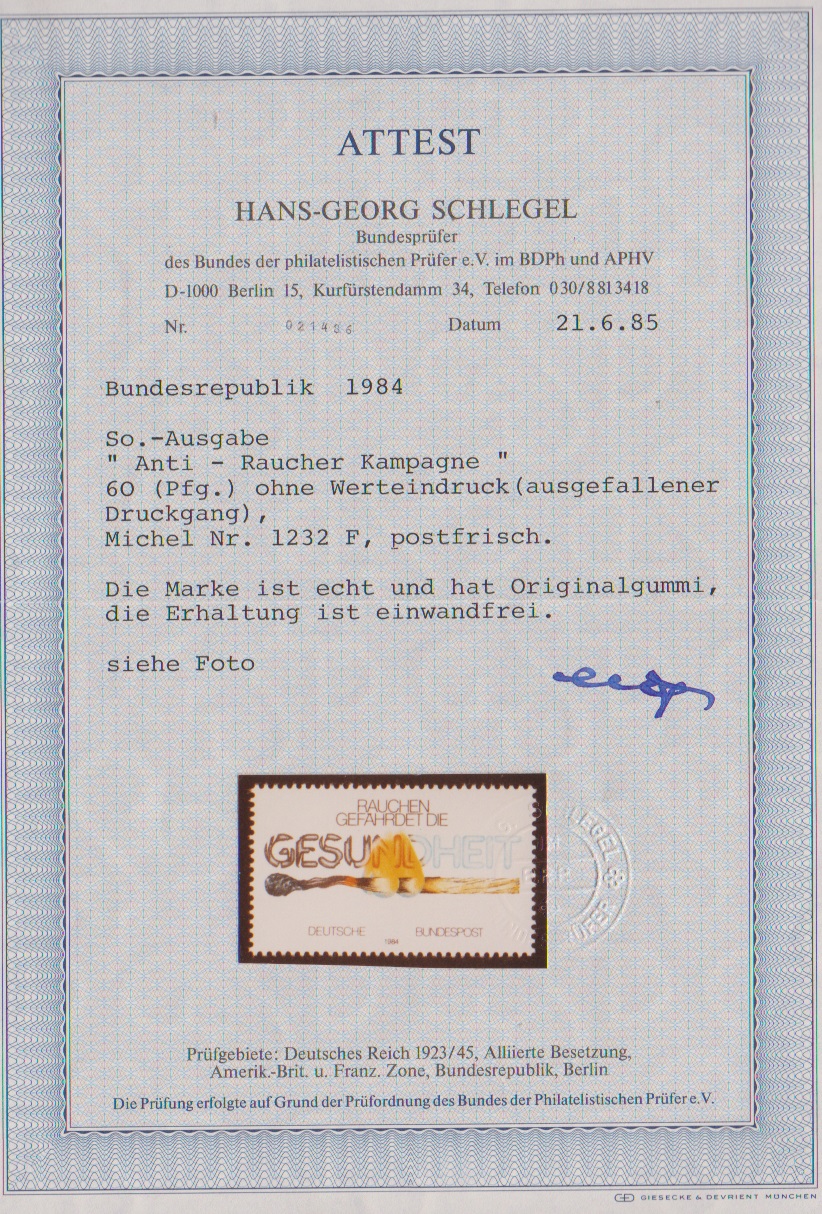 ATTEST
HANS-GEORG SCHLEGEL
Bundesprüfer
des Bundes der philatelistischen Prüfer e.V. im BDPh und APHV
D-1000 Berlin 15, Kurfürstendamm 34, Telefon 030/8813418
Nr. 021486 Datum 21.6.85
Bundesrepublik 1984
So.-Ausgabe
" Anti - Raucher Kampagne "
60 (Pfg.) ohne Werteindruck(ausgefallener
Druckgang),
Michel Nr. 1232 F, postfrisch.
Die Marke ist echt und hat Originalgummi,
die Erhaltung ist einwandfrei.
siehe Foto
RAUCHEN
GEFÄHRDET DIE
GESUNDHEIT
DEUTSCHE 1984 BUNDESPOST
Prüfgebiete: Deutsches Reich 1923/45, Alliierte Besetzung,
Amerik.-Brit. u. Franz. Zone, Bundesrepublik, Berlin
Die Prüfung erfolgte auf Grund der Prüfordnung des Bundes der Philatelistischen Prüfer e.V.
GIESECKE & DEVRIENT MÜNCHEN